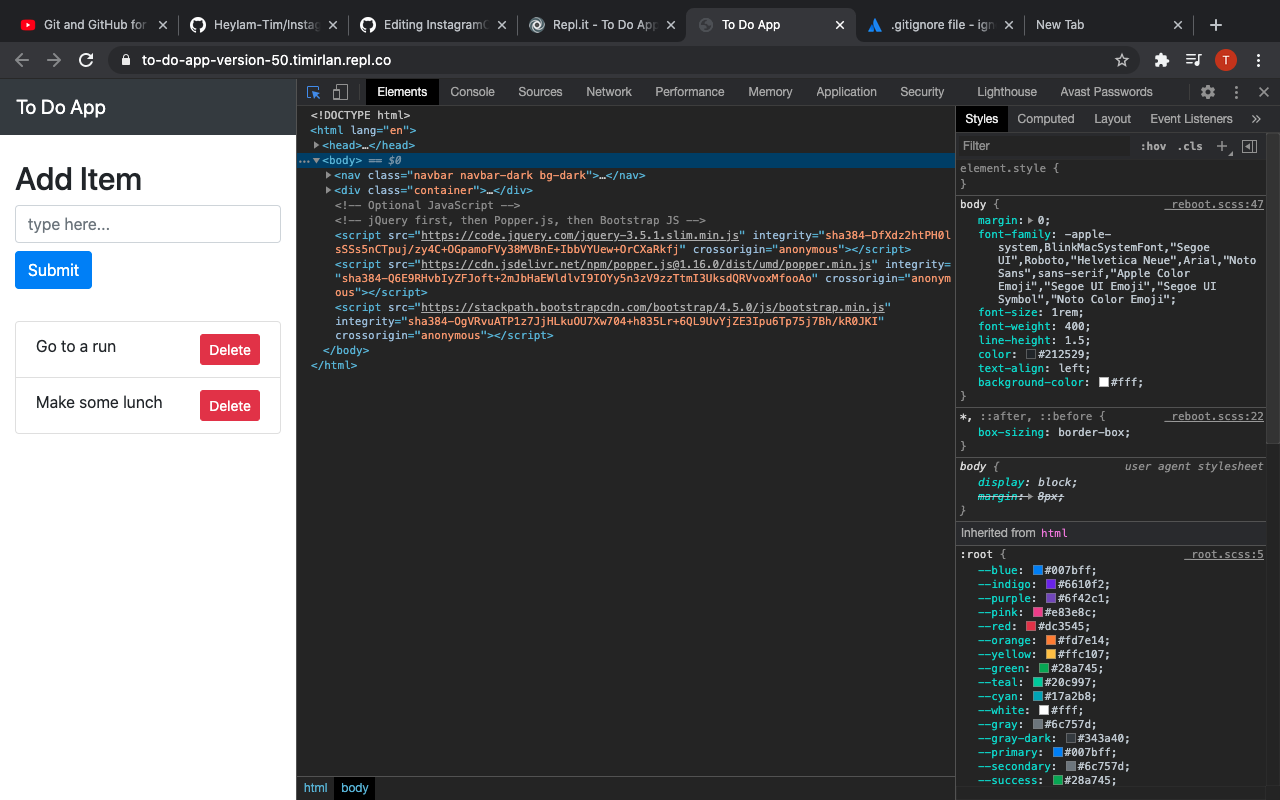 Git and GitHub for
Heylam-Tim/Instag
Editing InstagramC
Repl.it - To Do App
To Do App
.gitignore file - ign
New Tab
to-do-app-version-50.timirlan.repl.co
T
To Do App
Add Item
type here...
Submit
Go to a run
Delete
Make some lunch
Delete
Elements
Console
Sources
Network
Performance
Memory
Application
Security
Lighthouse
Avast Passwords
<!DOCTYPE html>
<html lang="en">
<head>…</head>
<body> == $0
<nav class="navbar navbar-dark bg-dark">…</nav>
<div class="container">…</div>
<!-- Optional JavaScript -->
<!-- jQuery first, then Popper.js, then Bootstrap JS -->
<script src="https://code.jquery.com/jquery-3.5.1.slim.min.js" integrity="sha384-DfXdz2htPH0l
sSSs5nCTpuj/zy4C+OGpamoFVy38MVBnE+IbbVYUew+OrCXaRkfj" crossorigin="anonymous"></script>
<script src="https://cdn.jsdelivr.net/npm/popper.js@1.16.0/dist/umd/popper.min.js" integrity=
"sha384-Q6E9RHvbIyZFJoft+2mJbHaEWldlvI9IOYy5n3zV9zzTtmI3UksdQRVvoxMfooAo" crossorigin="anonym
ous"></script>
<script src="https://stackpath.bootstrapcdn.com/bootstrap/4.5.0/js/bootstrap.min.js"
integrity="sha384-OgVRvuATP1z7JjHLkuOU7Xw704+h835Lr+6QL9UvYjZE3Ipu6Tp75j7Bh/kR0JKI"
crossorigin="anonymous"></script>
</body>
</html>
html
body
Styles
Computed
Layout
Event Listeners
Filter
:hov
.cls
element.style {
}
body {
_reboot.scss:47
margin: 0;
font-family: -apple-
system,BlinkMacSystemFont,"Segoe
UI",Roboto,"Helvetica Neue",Arial,"Noto
Sans",sans-serif,"Apple Color
Emoji","Segoe UI Emoji","Segoe UI
Symbol","Noto Color Emoji";
font-size: 1rem;
font-weight: 400;
line-height: 1.5;
color: #212529;
text-align: left;
background-color: #fff;
}
*, ::after, ::before {
_reboot.scss:22
box-sizing: border-box;
}
body {
user agent stylesheet
display: block;
margin: 8px;
}
Inherited from html
:root {
_root.scss:5
--blue: #007bff;
--indigo: #6610f2;
--purple: #6f42c1;
--pink: #e83e8c;
--red: #dc3545;
--orange: #fd7e14;
--yellow: #ffc107;
--green: #28a745;
--teal: #20c997;
--cyan: #17a2b8;
--white: #fff;
--gray: #6c757d;
--gray-dark: #343a40;
--primary: #007bff;
--secondary: #6c757d;
--success: #28a745;